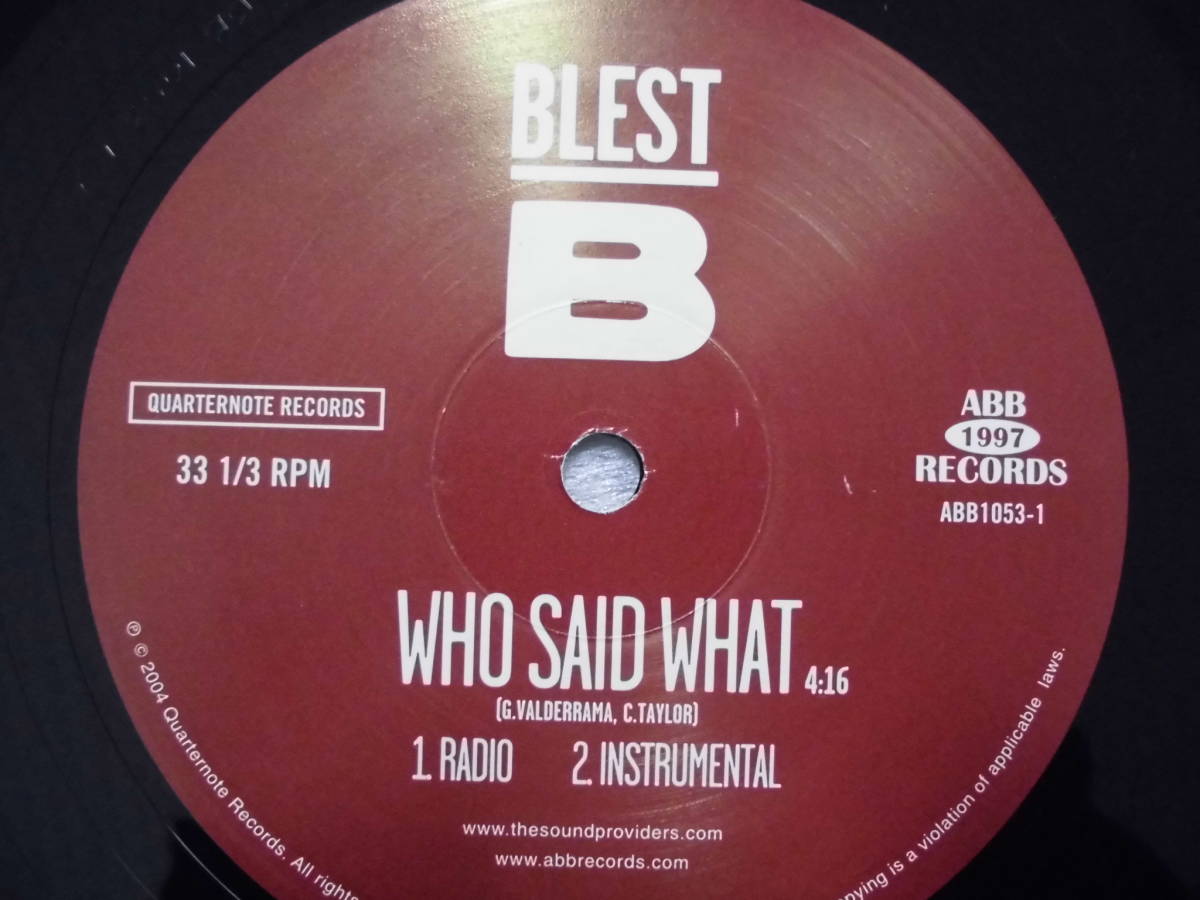 BLEST
B
QUARTERNOTE RECORDS
33 1/3 RPM
ABB
1997
RECORDS
ABB1053-1
WHO SAID WHAT 4:16
(G.VALDERRAMA, C.TAYLOR)
1. RADIO 2. INSTRUMENTAL
www.thesoundproviders.com
www.abbrecords.com
℗ © 2004 Quarternote Records. All rights
is a violation of applicable laws.